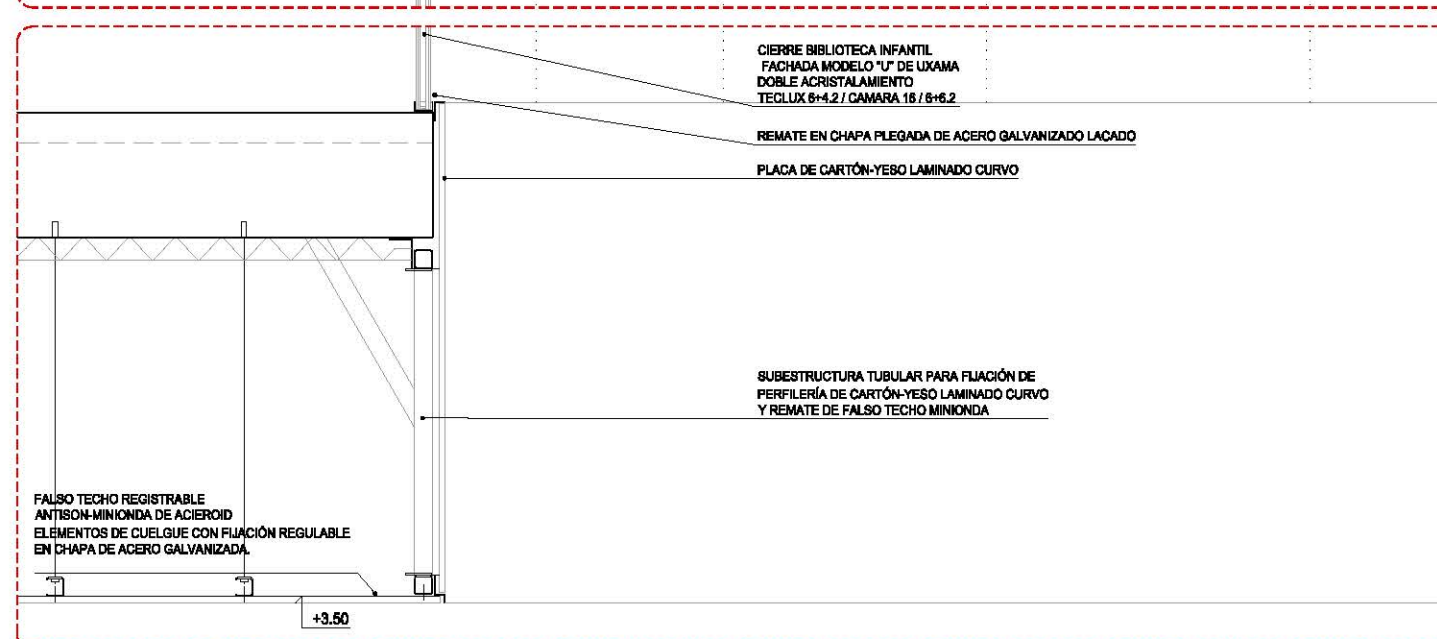 CIERRE BIBLIOTECA INFANTIL
FACHADA MODELO "U" DE UXAMA
DOBLE ACRISTALAMIENTO
TECLUX 6+4.2 / CAMARA 16 / 6+6.2
REMATE EN CHAPA PLEGADA DE ACERO GALVANIZADO LACADO
PLACA DE CARTÓN-YESO LAMINADO CURVO
SUBESTRUCTURA TUBULAR PARA FIJACIÓN DE
PERFILERÍA DE CARTÓN-YESO LAMINADO CURVO
Y REMATE DE FALSO TECHO MINIONDA
FALSO TECHO REGISTRABLE
ANTISON-MINIONDA DE ACIEROID
ELEMENTOS DE CUELGUE CON FIJACIÓN REGULABLE
EN CHAPA DE ACERO GALVANIZADA.
+3.50